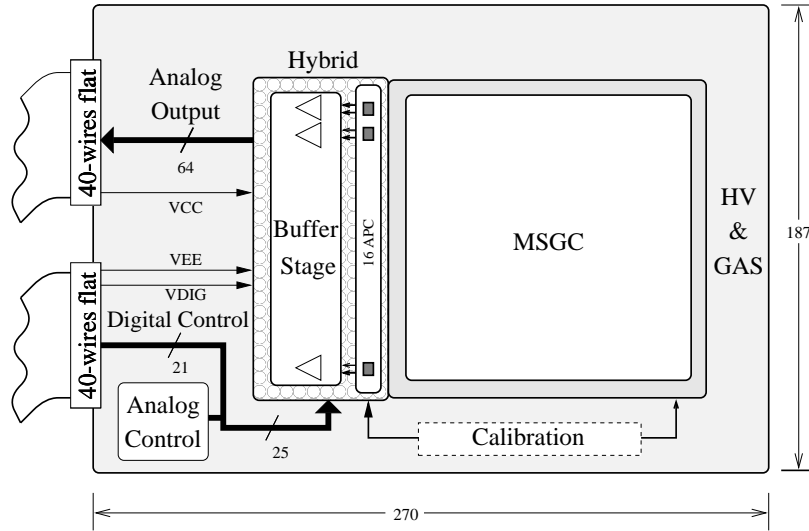 Hybrid
Analog
Output
64
40-wires flat
VCC
VEE
VDIG
Digital Control
21
40-wires flat
Analog
Control
25
Buffer
Stage
16 APC
MSGC
HV
&
GAS
187
Calibration
270